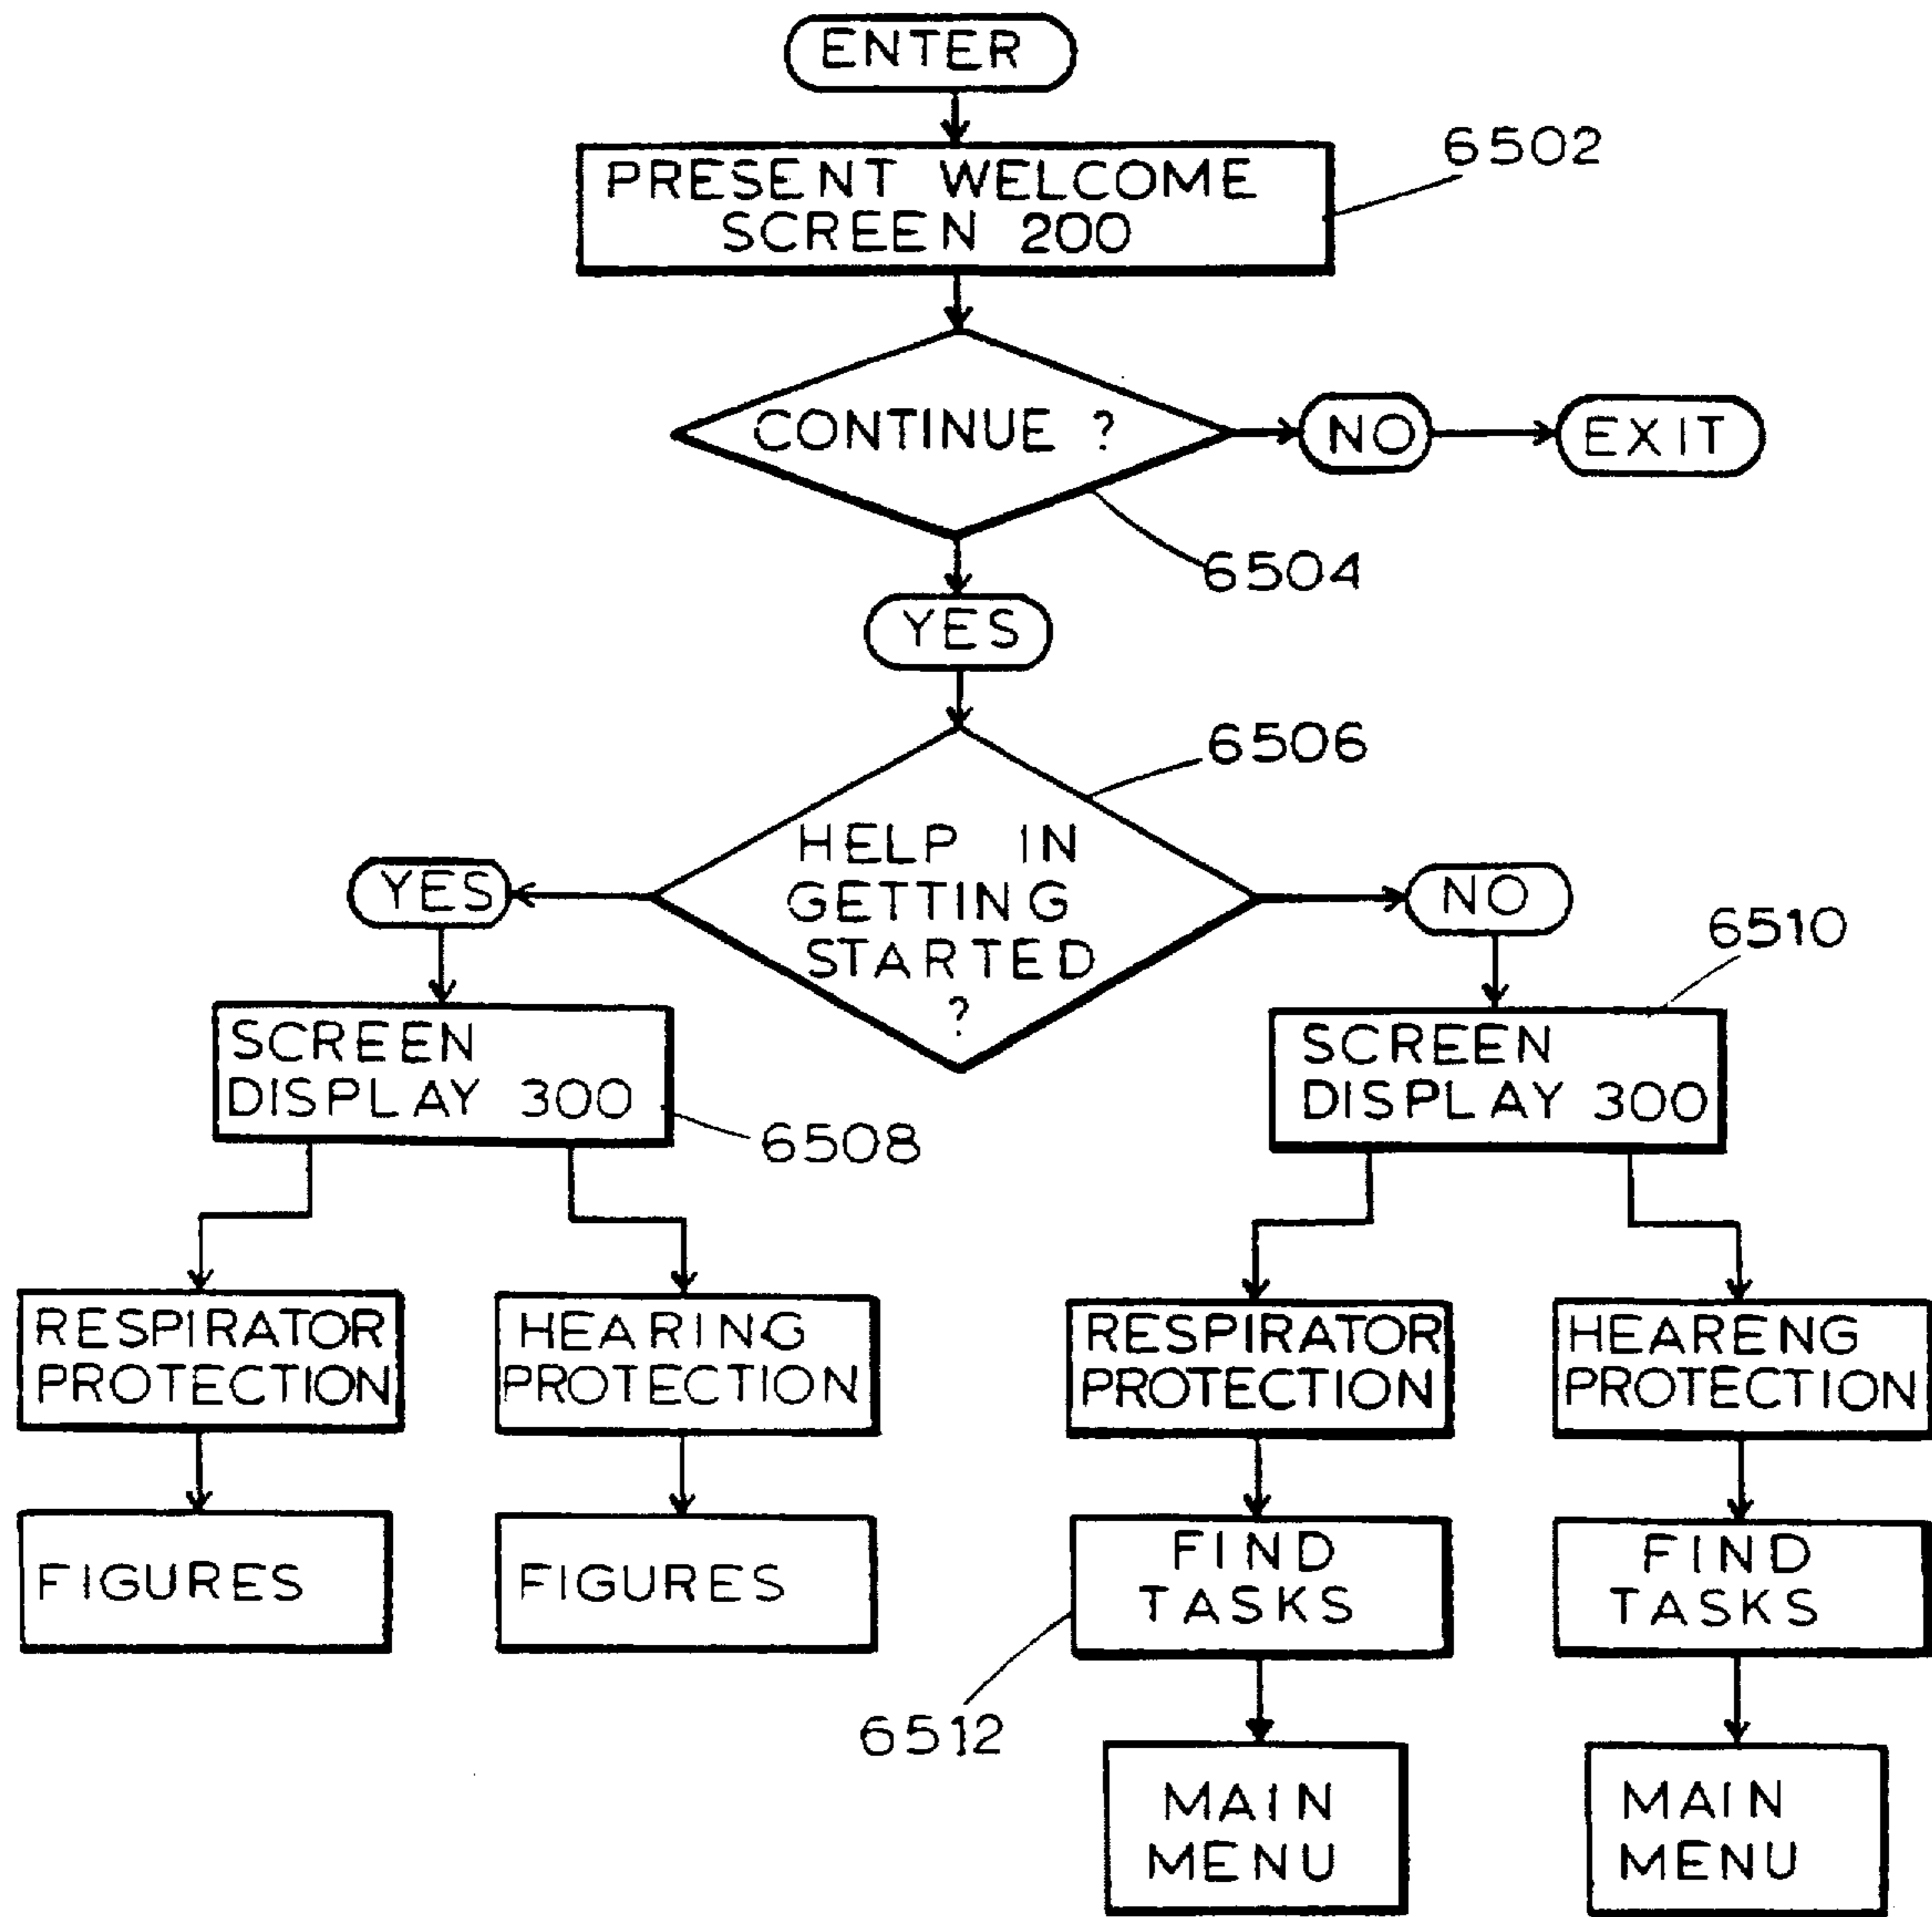 ENTER
6502
PRESENT WELCOME
SCREEN 200
CONTINUE ?
NO
EXIT
6504
YES
6506
HELP IN
GETTING
STARTED
?
YES
NO
6510
SCREEN
DISPLAY 300
6508
SCREEN
DISPLAY 300
RESPIRATOR
PROTECTION
HEARING
PROTECTION
RESPIRATOR
PROTECTION
HEARENG
PROTECTION
FIGURES
FIGURES
FIND
TASKS
FIND
TASKS
6512
MAIN
MENU
MAIN
MENU